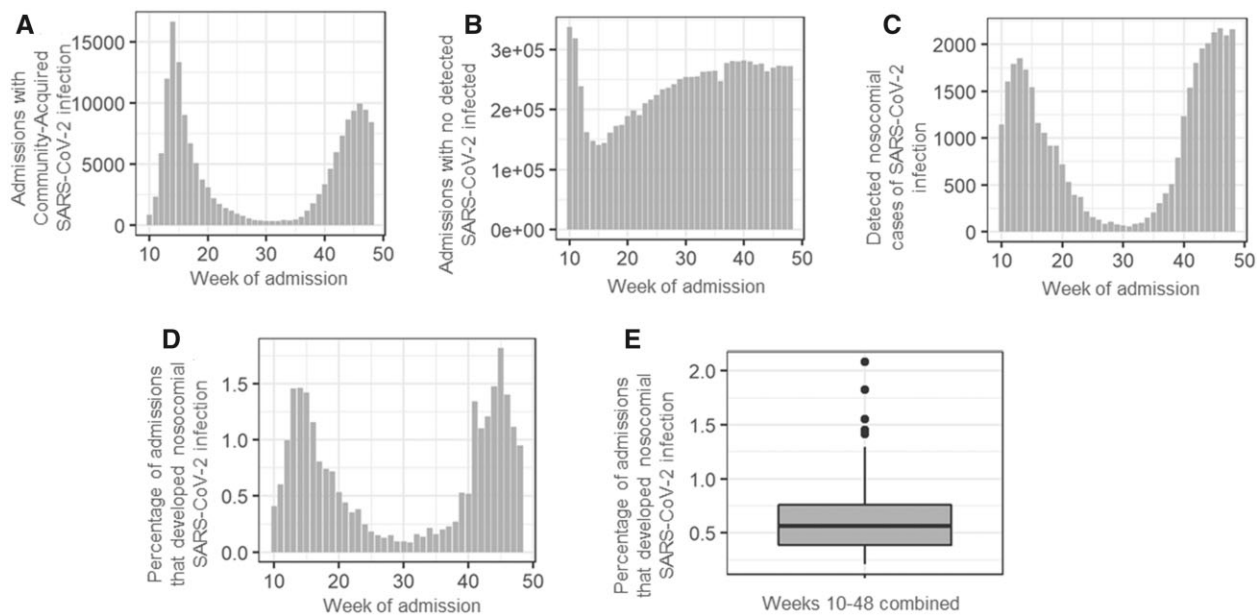 A
Admissions with
Community-Acquired
SARS-CoV-2 infection
15000
10000
5000
0
10 20 30 40 50
Week of admission
B
Admissions with no detected
SARS-CoV-2 infected
3e+05
2e+05
1e+05
0e+00
10 20 30 40 50
Week of admission
C
Detected nosocomial
cases of SARS-CoV-2
infection
2000
1500
1000
500
0
10 20 30 40 50
Week of admission
D
Percentage of admissions
that developed nosocomial
SARS-CoV-2 infection
1.5
1.0
0.5
0.0
10 20 30 40 50
Week of admission
E
Percentage of admissions
that developed nosocomial
SARS-CoV-2 infection
2.0
1.5
1.0
0.5
Weeks 10-48 combined